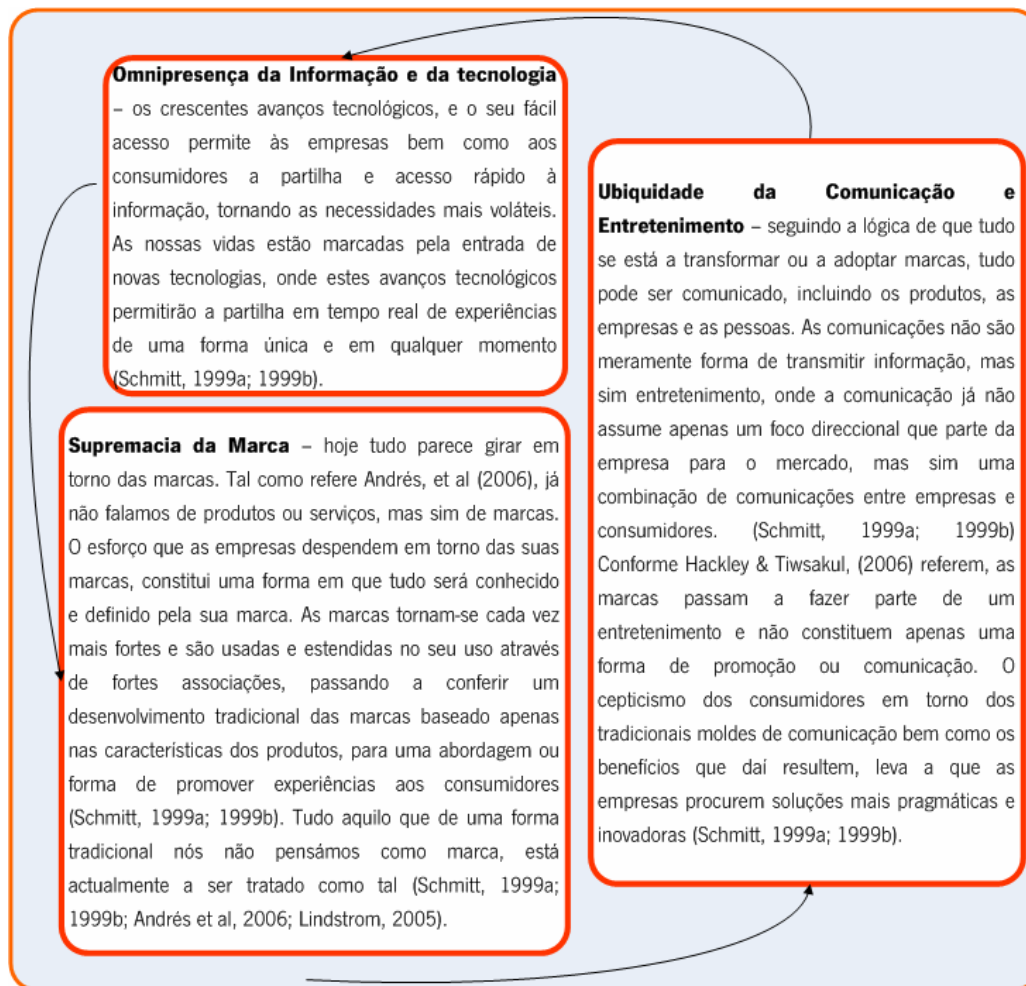 Omnipresença da Informação e da tecnologia
– os crescentes avanços tecnológicos, e o seu fácil
acesso permite às empresas bem como aos
consumidores a partilha e acesso rápido à
informação, tornando as necessidades mais voláteis.
As nossas vidas estão marcadas pela entrada de
novas tecnologias, onde estes avanços tecnológicos
permitirão a partilha em tempo real de experiências
de uma forma única e em qualquer momento
(Schmitt, 1999a; 1999b).
Supremacia da Marca – hoje tudo parece girar em
torno das marcas. Tal como refere Andrés, et al (2006), já
não falamos de produtos ou serviços, mas sim de marcas.
O esforço que as empresas despendem em torno das suas
marcas, constitui uma forma em que tudo será conhecido
e definido pela sua marca. As marcas tornam-se cada vez
mais fortes e são usadas e estendidas no seu uso através
de fortes associações, passando a conferir um
desenvolvimento tradicional das marcas baseado apenas
nas características dos produtos, para uma abordagem ou
forma de promover experiências aos consumidores
(Schmitt, 1999a; 1999b). Tudo aquilo que de uma forma
tradicional nós não pensámos como marca, está
actualmente a ser tratado como tal (Schmitt, 1999a;
1999b; Andrés et al, 2006; Lindstrom, 2005).
Ubiquidade da Comunicação e
Entretenimento – seguindo a lógica de que tudo
se está a transformar ou a adoptar marcas, tudo
pode ser comunicado, incluindo os produtos, as
empresas e as pessoas. As comunicações não são
meramente forma de transmitir informação, mas
sim entretenimento, onde a comunicação já não
assume apenas um foco direccional que parte da
empresa para o mercado, mas sim uma
combinação de comunicações entre empresas e
consumidores. (Schmitt, 1999a; 1999b)
Conforme Hackley & Tiwsakul, (2006) referem, as
marcas passam a fazer parte de um
entretenimento e não constituem apenas uma
forma de promoção ou comunicação. O
cepticismo dos consumidores em torno dos
tradicionais moldes de comunicação bem como os
benefícios que daí resultem, leva a que as
empresas procurem soluções mais pragmáticas e
inovadoras (Schmitt, 1999a; 1999b).